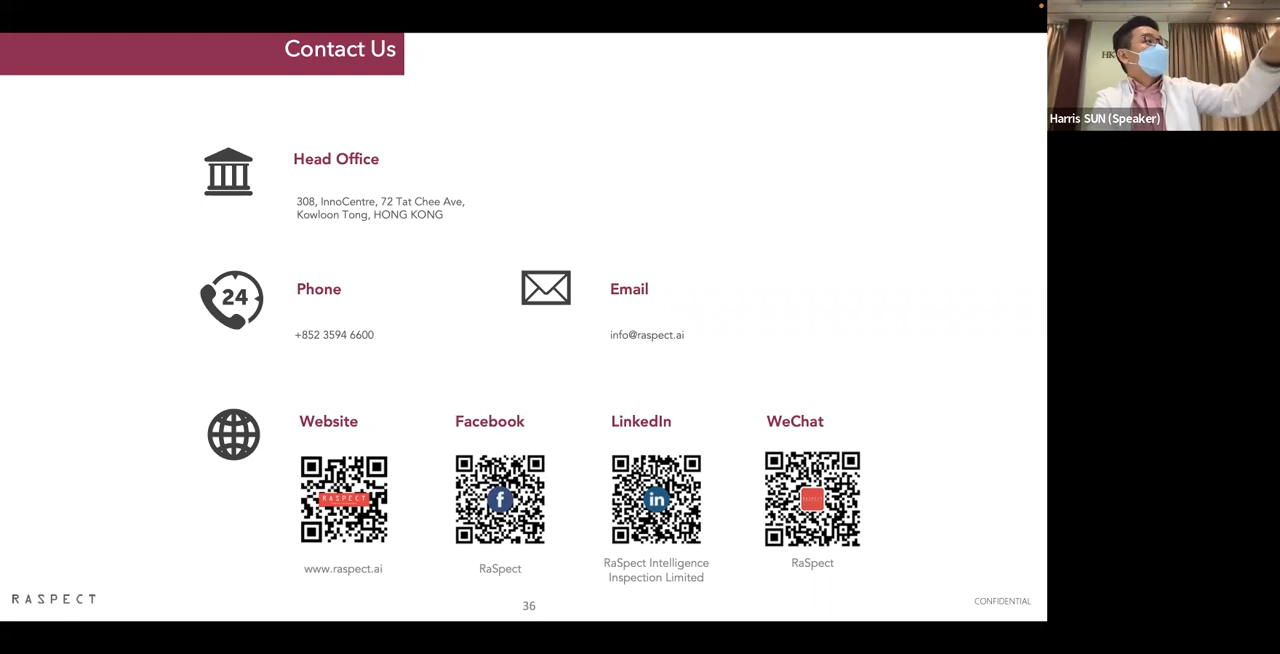 Contact Us
Harris SUN (Speaker)
Head Office
308, InnoCentre, 72 Tat Chee Ave,
Kowloon Tong, HONG KONG
24
Phone
Email
+852 3594 6600
info@raspect.ai
Website
Facebook
LinkedIn
WeChat
RASPECT
f
in
www.raspect.ai
RaSpect
RaSpect Intelligence
Inspection Limited
RaSpect
RASPECT
36
CONFIDENTIAL